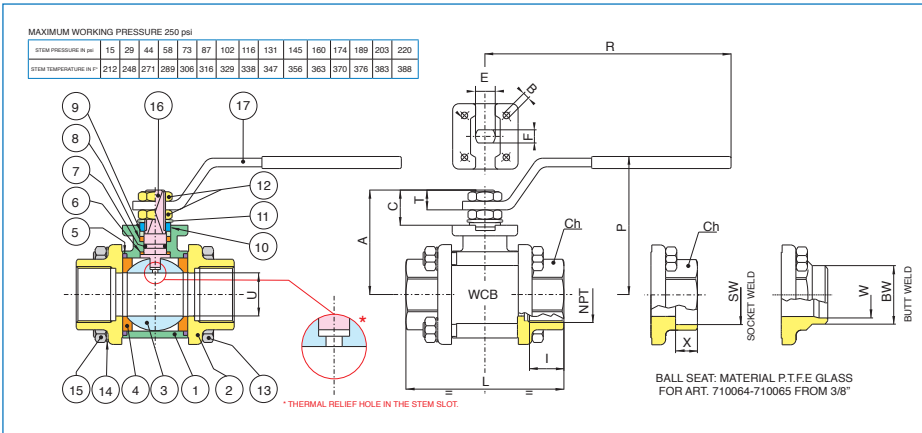 MAXIMUM WORKING PRESSURE 250 psi
STEM PRESSURE IN psi 15 29 44 58 73 87 102 116 131 145 160 174 189 203 220
STEM TEMPERATURE IN F° 212 248 271 289 306 316 329 338 347 356 363 370 376 383 388
R
E
B
F
9
16
17
8
7
12
6
11
5
10
T
C
A
P
Ch
Ch
U
WCB
NPT
SW
SOCKET WELD
W
BW
BUTT WELD
*
X
I
L
=
=
15
14
4
3
1
2
13
* THERMAL RELIEF HOLE IN THE STEM SLOT.
BALL SEAT: MATERIAL P.T.F.E GLASS
FOR ART. 710064-710065 FROM 3/8"